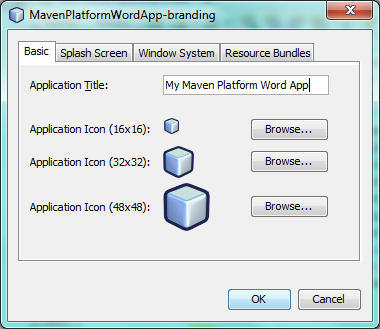 MavenPlatformWordApp-branding
Basic Splash Screen Window System Resource Bundles
Application Title: My Maven Platform Word App
Application Icon (16x16): Browse...
Application Icon (32x32): Browse...
Application Icon (48x48): Browse...
OK Cancel